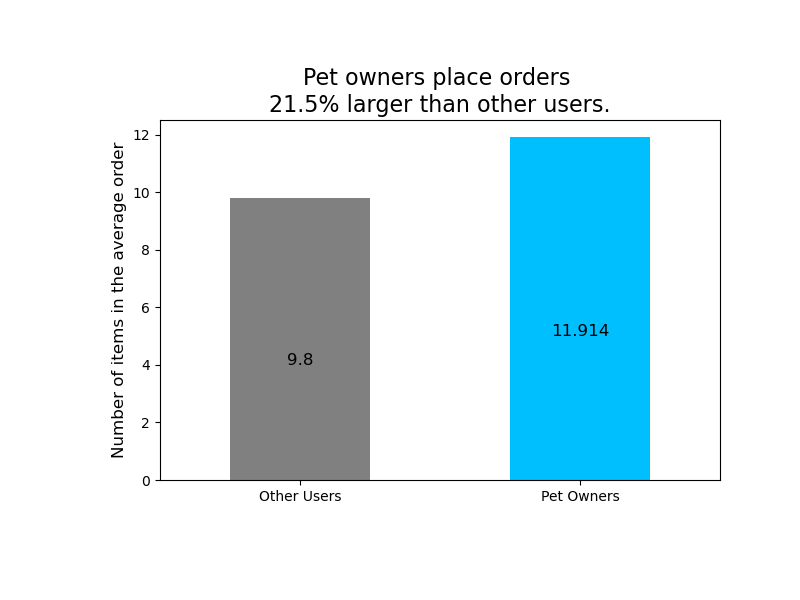 Pet owners place orders
21.5% larger than other users.
Number of items in the average order
12
10
8
6
4
2
0
9.8
11.914
Other Users
Pet Owners